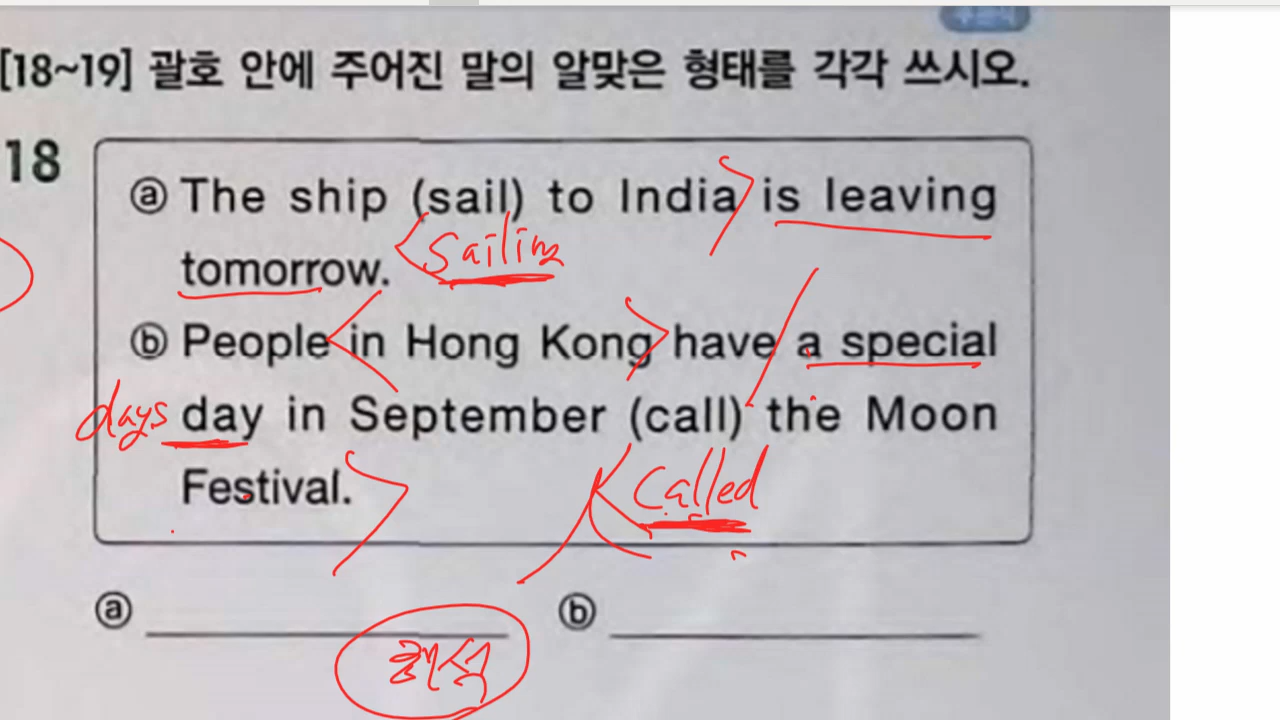 [18~19] 괄호 안에 주어진 말의 알맞은 형태를 각각 쓰시오.
18
ⓐ The ship (sail) to India is leaving
Sailing
tomorrow.
ⓑ People in Hong Kong have a special
days day in September (call) the Moon
Festival.
Called
ⓐ ⓑ
해석